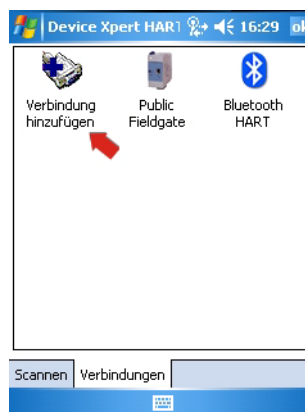 Device Xpert HART 16:29 ok
Verbindung
hinzufügen
Public
Fieldgate
Bluetooth
HART
Scannen Verbindungen